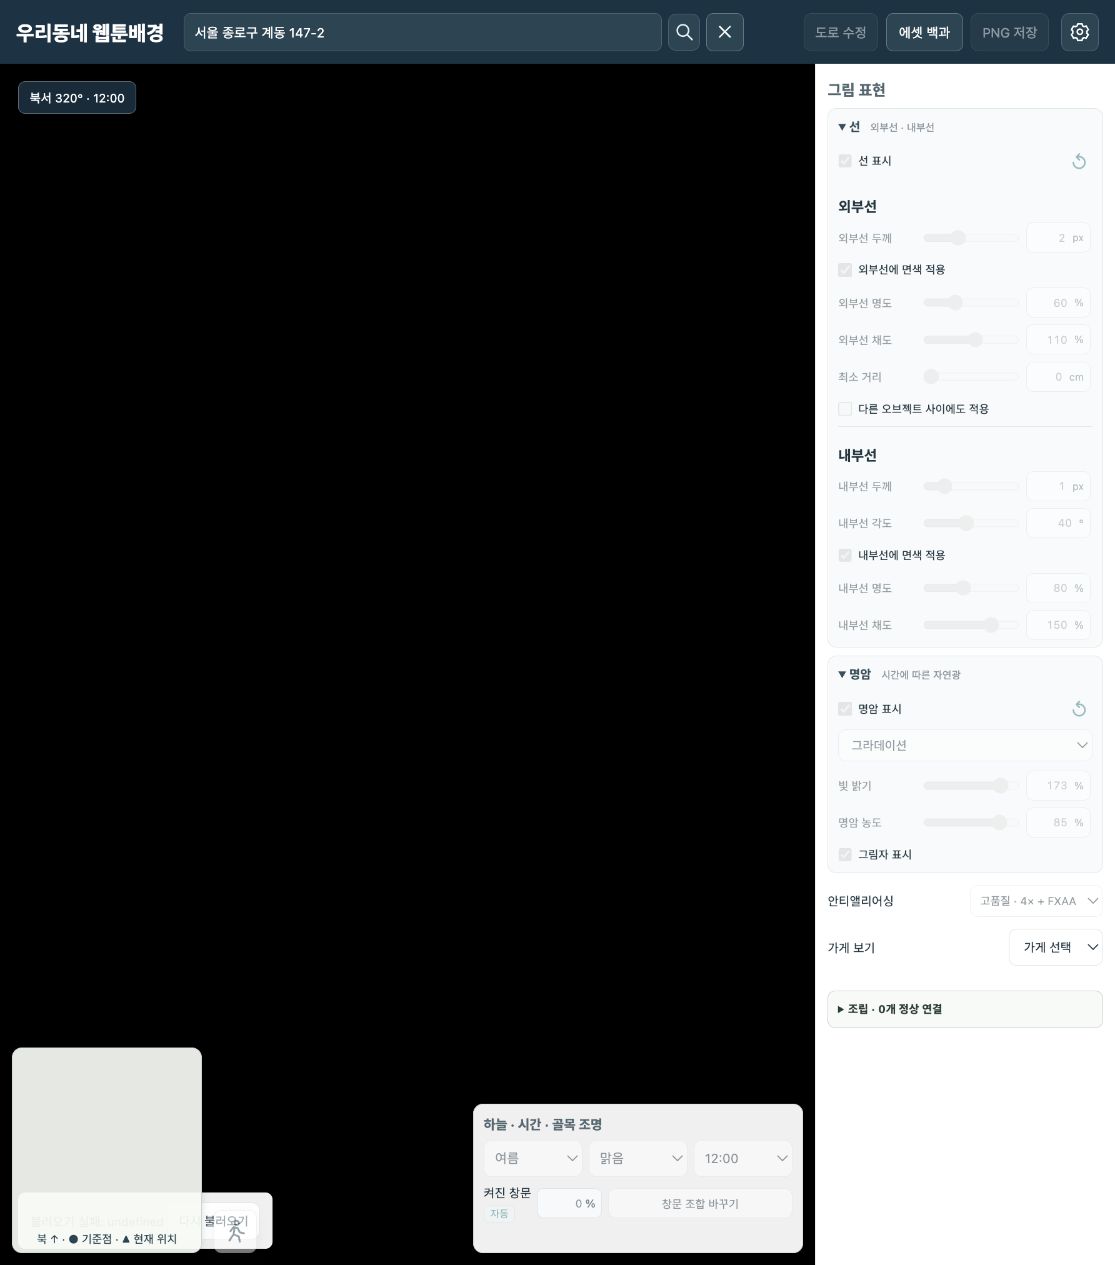 우리동네 웹툰배경
서울 종로구 계동 147-2
도로 수정
에셋 백과
PNG 저장
북서 320° · 12:00
그림 표현
▼ 선 외부선 · 내부선
선 표시
외부선
외부선 두께 2 px
외부선에 면색 적용
외부선 명도 60 %
외부선 채도 110 %
최소 거리 0 cm
다른 오브젝트 사이에도 적용
내부선
내부선 두께 1 px
내부선 각도 40 °
내부선에 면색 적용
내부선 명도 80 %
내부선 채도 150 %
▼ 명암 시간에 따른 자연광
명암 표시
그라데이션
빛 밝기 173 %
명암 농도 85 %
그림자 표시
안티앨리어싱 고품질 · 4× + FXAA
가게 보기 가게 선택
▶ 조립 · 0개 정상 연결
하늘 · 시간 · 골목 조명
여름 맑음 12:00
켜진 창문 0 % 창문 조합 바꾸기
자동
불러오기 실패: undefined 다시 불러오기
북 ↑ · ● 기준점 · ▲ 현재 위치